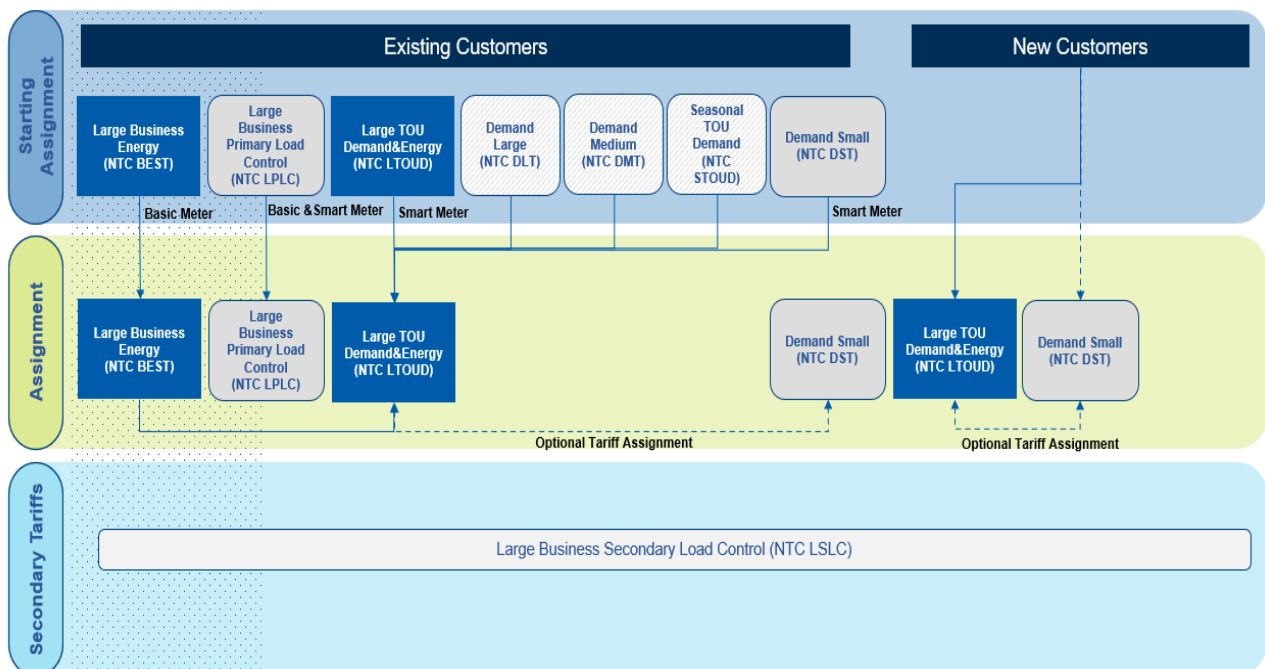 Starting
Assignment
Existing Customers
New Customers
Large Business
Energy
(NTC BEST)
Large
Business
Primary Load
Control
(NTC LPLC)
Large TOU
Demand&Energy
(NTC LTOUD)
Demand
Large
(NTC DLT)
Demand
Medium
(NTC DMT)
Seasonal
TOU
Demand
(NTC
STOUD)
Demand Small
(NTC DST)
Basic Meter
Basic & Smart Meter
Smart Meter
Smart Meter
Assignment
Large Business
Energy
(NTC BEST)
Large
Business
Primary Load
Control
(NTC LPLC)
Large TOU
Demand&Energy
(NTC LTOUD)
Demand Small
(NTC DST)
Large TOU
Demand&Energy
(NTC LTOUD)
Demand Small
(NTC DST)
Optional Tariff Assignment
Optional Tariff Assignment
Secondary Tariffs
Large Business Secondary Load Control (NTC LSLC)